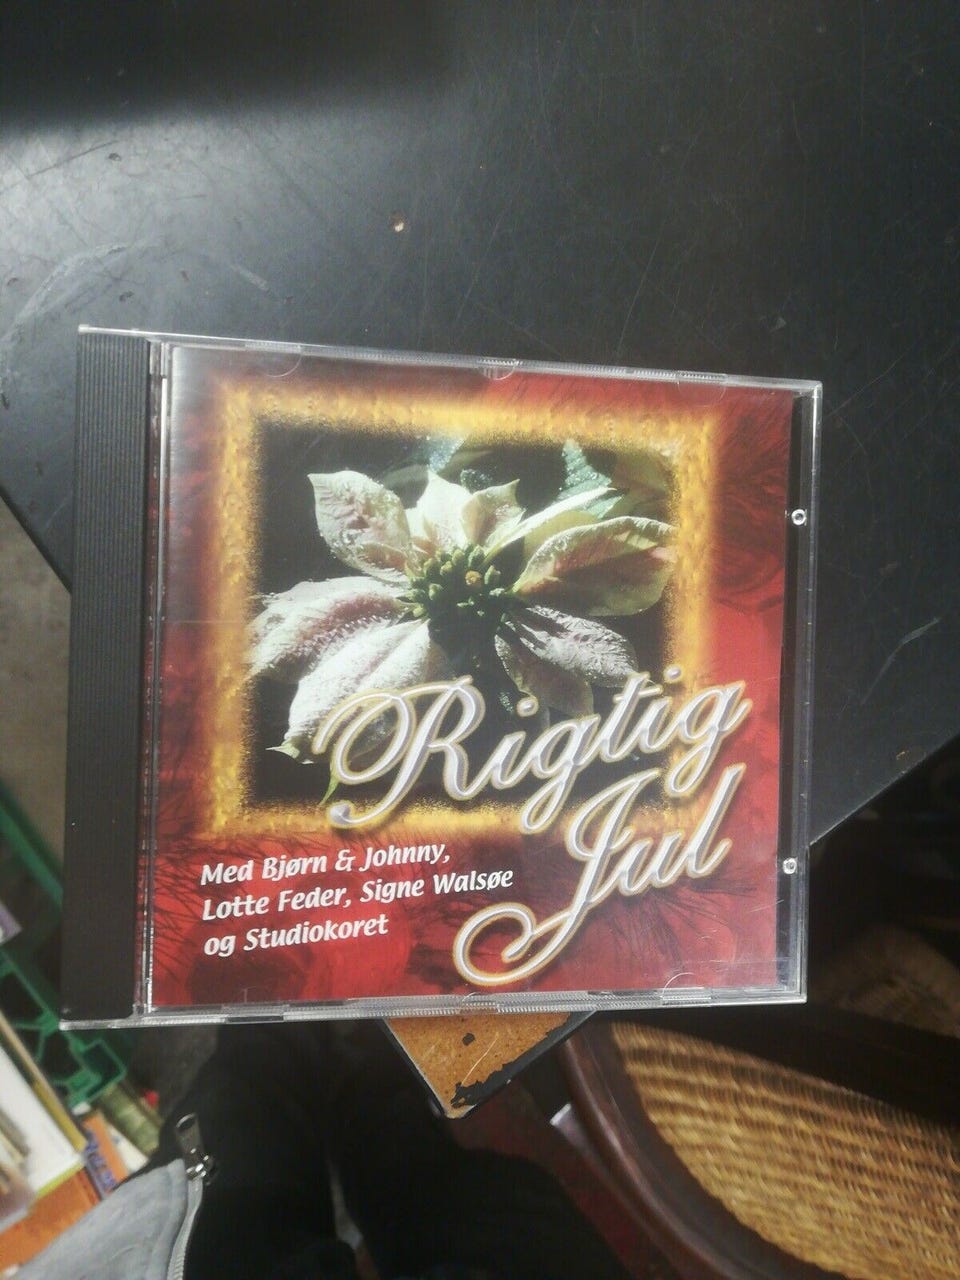 Rigtig
Jul
Med Bjørn & Johnny,
Lotte Feder, Signe Walsøe
og Studiokoret